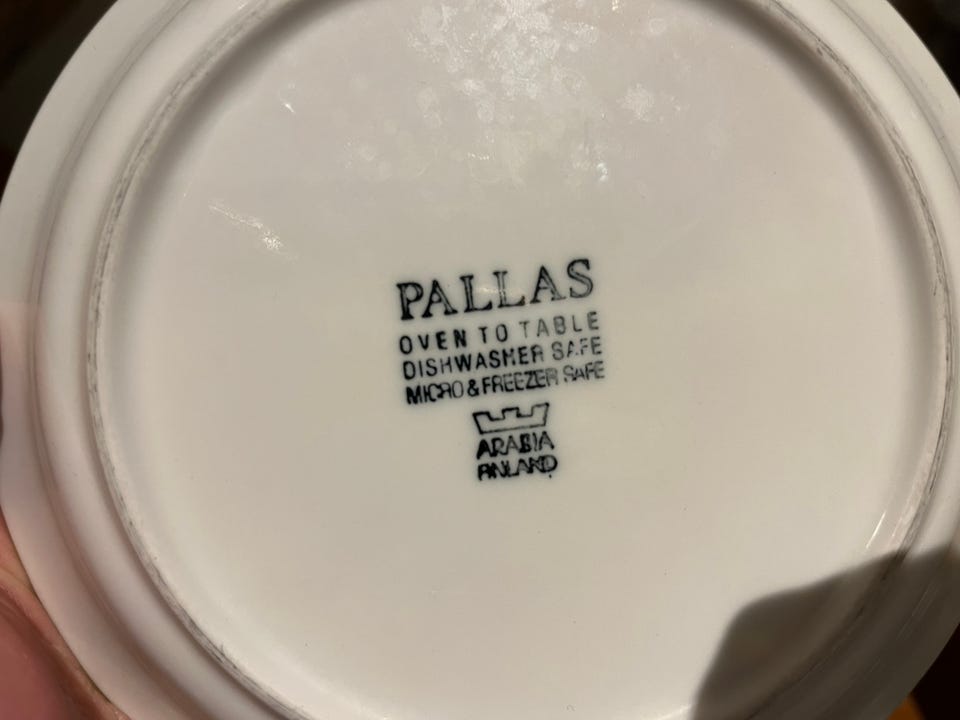 PALLAS
OVEN TO TABLE
DISHWASHER SAFE
MICRO & FREEZER SAFE
ARABIA
FINLAND